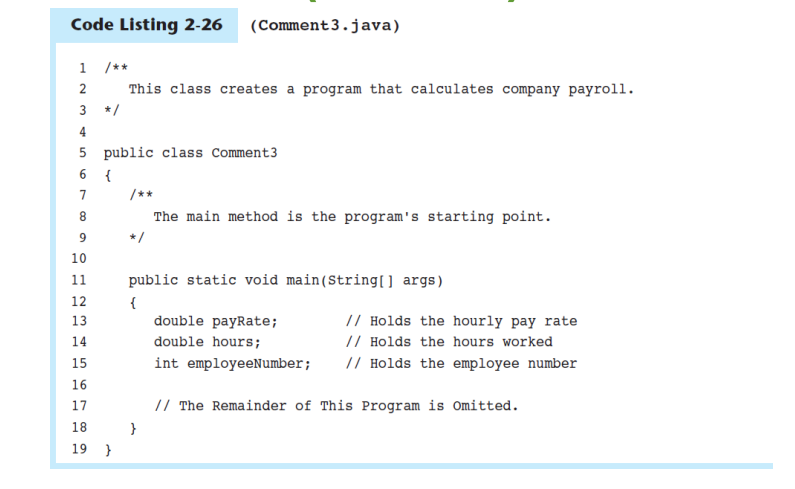 Code Listing 2-26 (Comment3.java)
1 /**
2    This class creates a program that calculates company payroll.
3 */
4
5 public class Comment3
6 {
7    /**
8       The main method is the program's starting point.
9    */
10
11    public static void main(String[] args)
12    {
13       double payRate;        // Holds the hourly pay rate
14       double hours;          // Holds the hours worked
15       int employeeNumber;    // Holds the employee number
16
17       // The Remainder of This Program is Omitted.
18    }
19 }